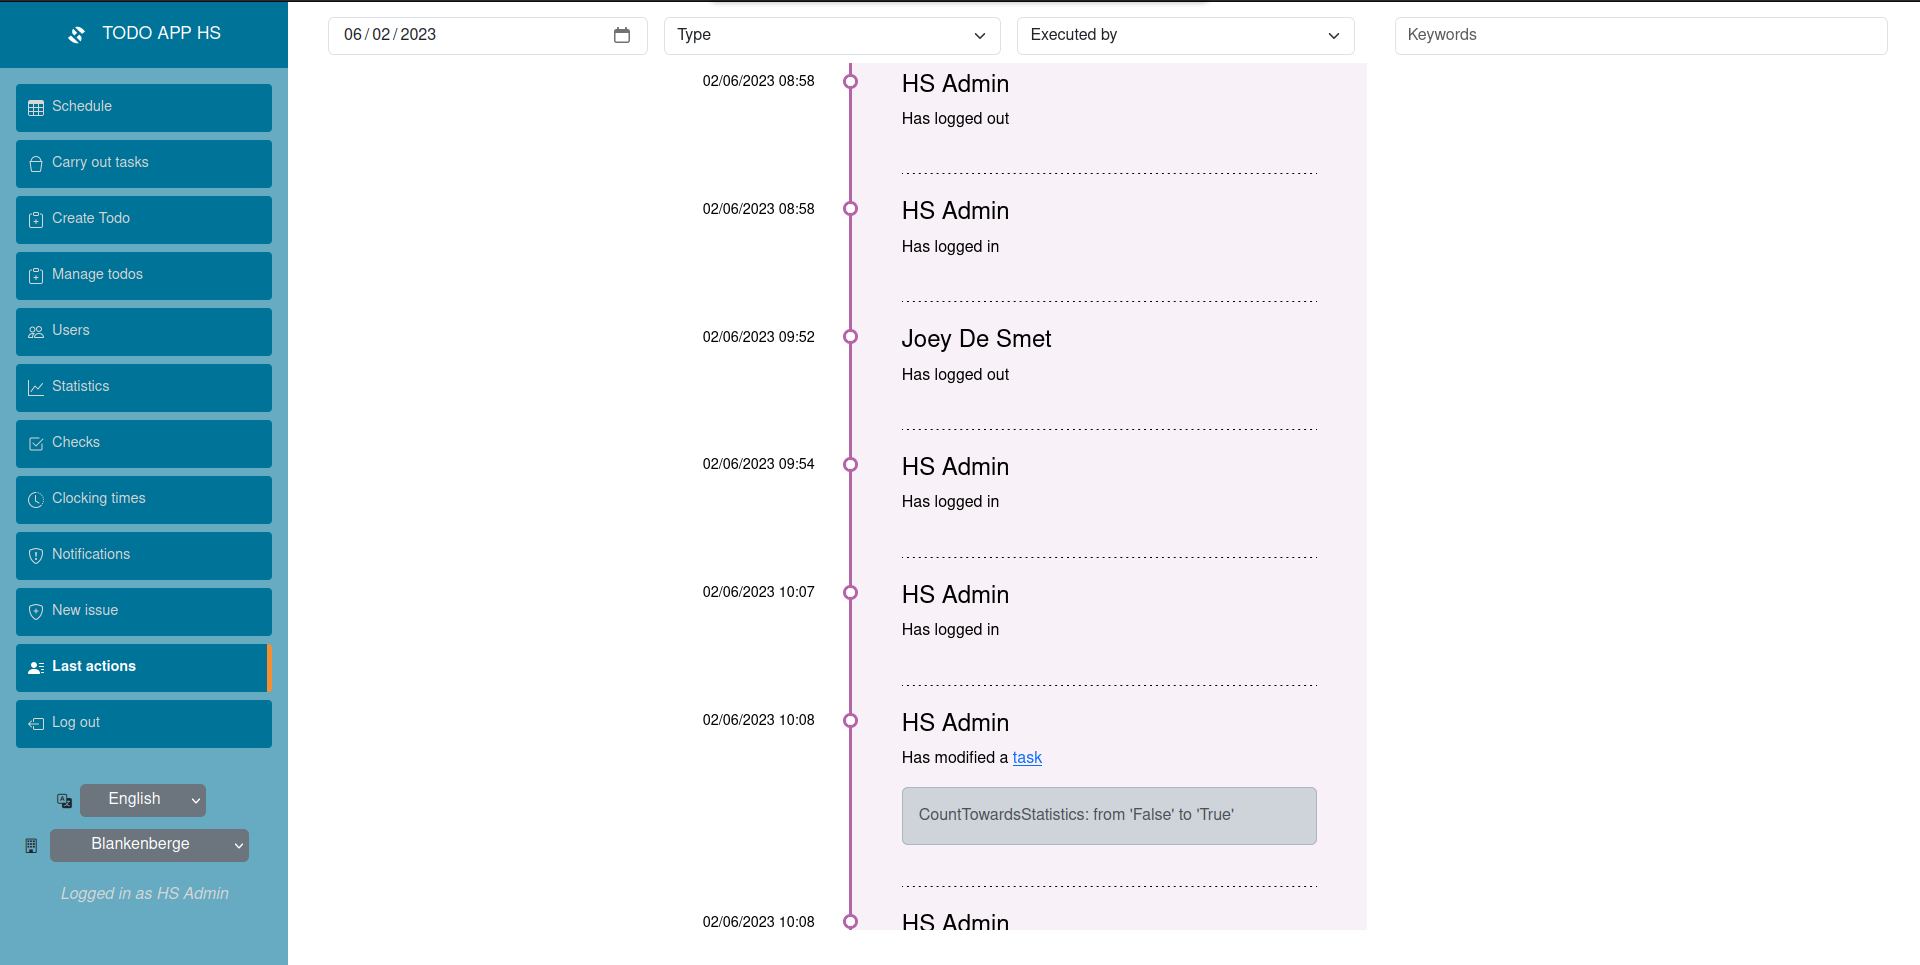 TODO APP HS
Schedule
Carry out tasks
Create Todo
Manage todos
Users
Statistics
Checks
Clocking times
Notifications
New issue
Last actions
Log out
English
Blankenberge
Logged in as HS Admin
06/02/2023
Type
Executed by
Keywords
02/06/2023 08:58
HS Admin
Has logged out
02/06/2023 08:58
HS Admin
Has logged in
02/06/2023 09:52
Joey De Smet
Has logged out
02/06/2023 09:54
HS Admin
Has logged in
02/06/2023 10:07
HS Admin
Has logged in
02/06/2023 10:08
HS Admin
Has modified a task
CountTowardsStatistics: from 'False' to 'True'
02/06/2023 10:08
HS Admin